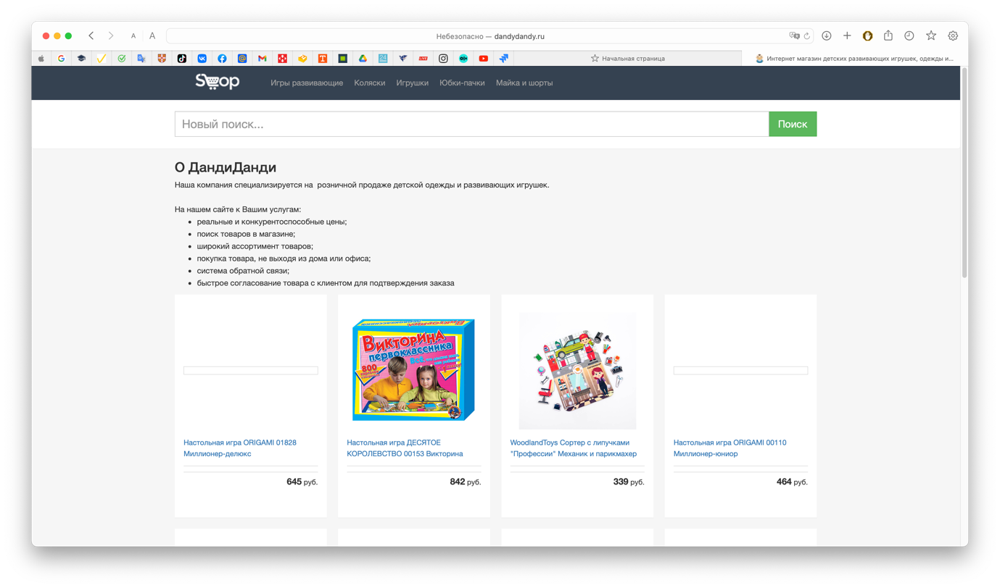 A A
Небезопасно — dandydandy.ru
Начальная страница
Интернет магазин детских развивающих игрушек, одежды и...
Shop
Игры развивающие Коляски Игрушки Юбки-пачки Майка и шорты
Новый поиск...
Поиск
О ДандиДанди
Наша компания специализируется на розничной продаже детской одежды и развивающих игрушек.
На нашем сайте к Вашим услугам:
• реальные и конкурентоспособные цены;
• поиск товаров в магазине;
• широкий ассортимент товаров;
• покупка товара, не выходя из дома или офиса;
• система обратной связи;
• быстрое согласование товара с клиентом для подтверждения заказа
Викторина
первоклассника
800
Настольная игра ORIGAMI 01828
Миллионер-делюкс
645 руб.
Настольная игра ДЕСЯТОЕ
КОРОЛЕВСТВО 00153 Викторина
842 руб.
WoodlandToys Сортер с липучками
"Профессии" Механик и парикмахер
339 руб.
Настольная игра ORIGAMI 00110
Миллионер-юниор
464 руб.